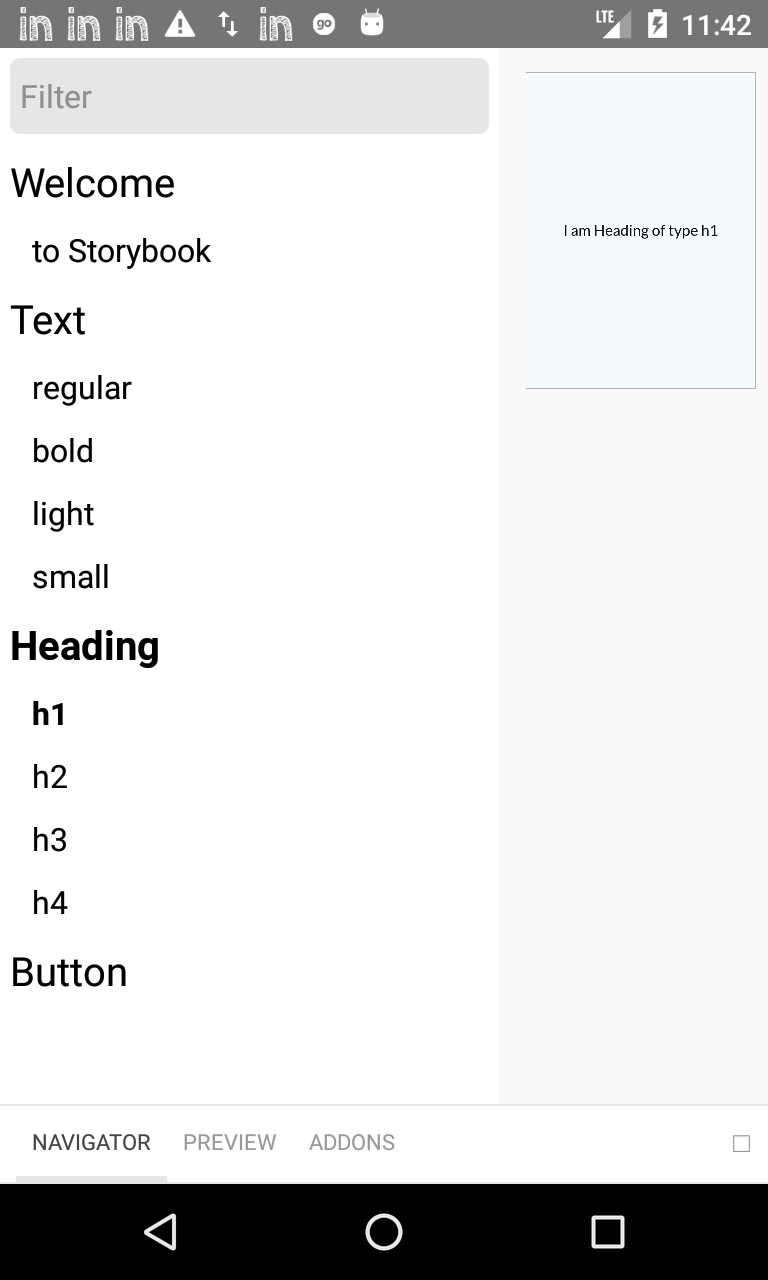 in in in in go LTE 11:42
Filter
Welcome
to Storybook
Text
regular
bold
light
small
Heading
h1
h2
h3
h4
Button
I am Heading of type h1
NAVIGATOR PREVIEW ADDONS